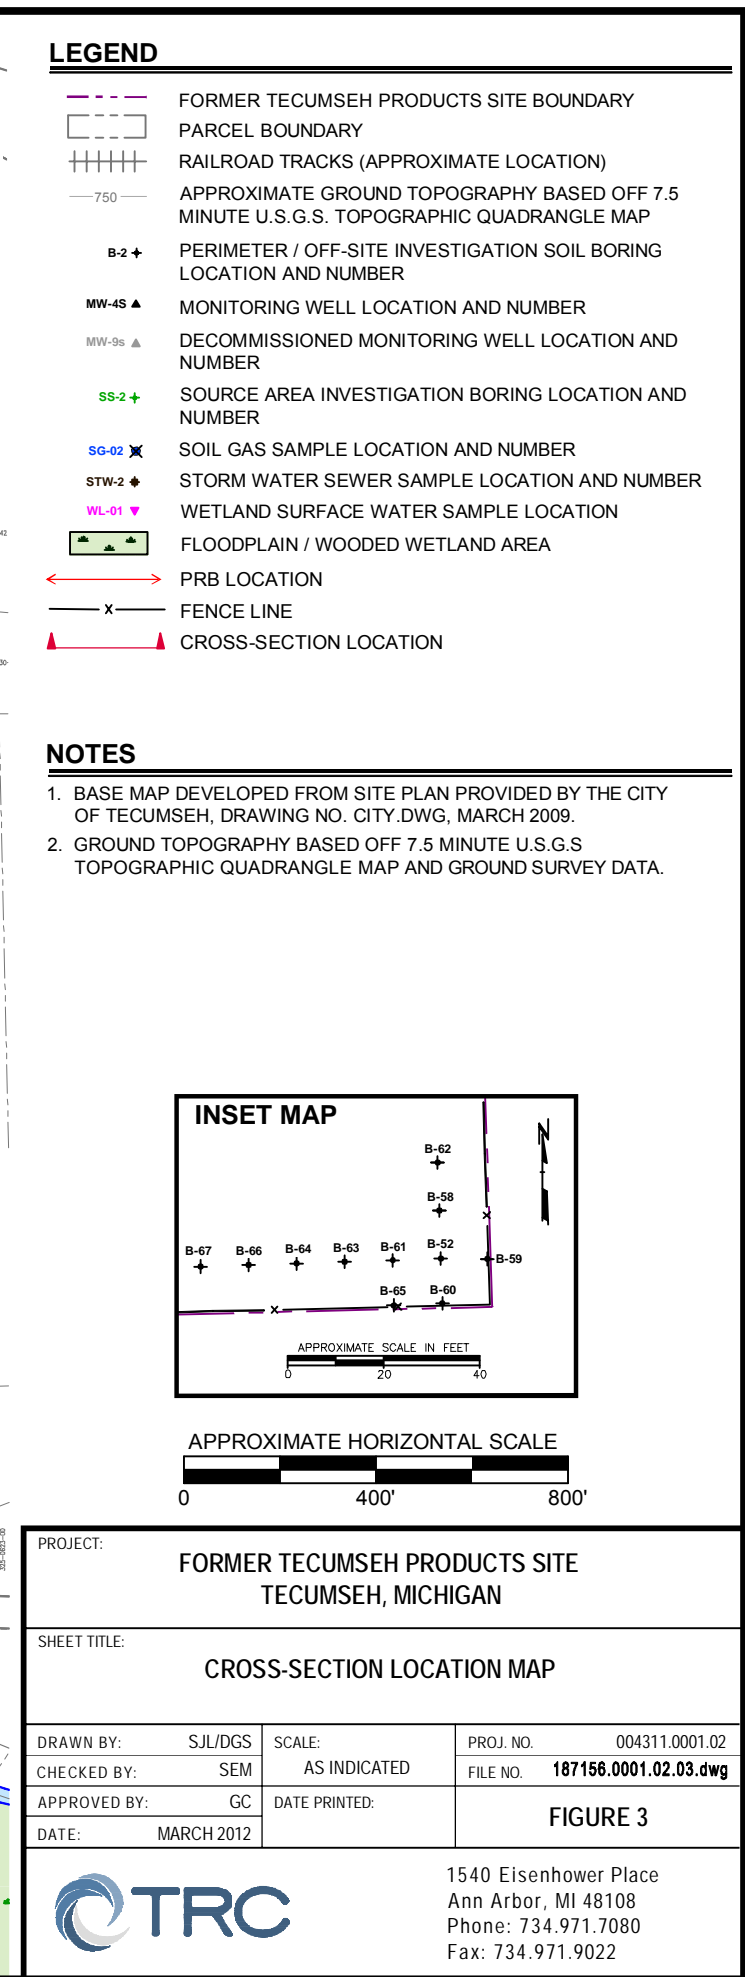 LEGEND
FORMER TECUMSEH PRODUCTS SITE BOUNDARY
PARCEL BOUNDARY
RAILROAD TRACKS (APPROXIMATE LOCATION)
750
APPROXIMATE GROUND TOPOGRAPHY BASED OFF 7.5
MINUTE U.S.G.S. TOPOGRAPHIC QUADRANGLE MAP
B-2
PERIMETER / OFF-SITE INVESTIGATION SOIL BORING
LOCATION AND NUMBER
MW-4S
MONITORING WELL LOCATION AND NUMBER
MW-9s
DECOMMISSIONED MONITORING WELL LOCATION AND
NUMBER
SS-2
SOURCE AREA INVESTIGATION BORING LOCATION AND
NUMBER
SG-02
SOIL GAS SAMPLE LOCATION AND NUMBER
STW-2
STORM WATER SEWER SAMPLE LOCATION AND NUMBER
WL-01
WETLAND SURFACE WATER SAMPLE LOCATION
FLOODPLAIN / WOODED WETLAND AREA
PRB LOCATION
X
FENCE LINE
CROSS-SECTION LOCATION
NOTES
1. BASE MAP DEVELOPED FROM SITE PLAN PROVIDED BY THE CITY
OF TECUMSEH, DRAWING NO. CITY.DWG, MARCH 2009.
2. GROUND TOPOGRAPHY BASED OFF 7.5 MINUTE U.S.G.S
TOPOGRAPHIC QUADRANGLE MAP AND GROUND SURVEY DATA.
INSET MAP
N
B-62
B-58
X
B-67 B-66 B-64 B-63 B-61 B-52
B-59
B-65 B-60
X X
APPROXIMATE SCALE IN FEET
0 20 40
APPROXIMATE HORIZONTAL SCALE
0 400' 800'
PROJECT:
FORMER TECUMSEH PRODUCTS SITE
TECUMSEH, MICHIGAN
SHEET TITLE:
CROSS-SECTION LOCATION MAP
DRAWN BY: SJL/DGS
CHECKED BY: SEM
APPROVED BY: GC
DATE: MARCH 2012
SCALE:
AS INDICATED
DATE PRINTED:
PROJ. NO. 004311.0001.02
FILE NO. 187156.0001.02.03.dwg
FIGURE 3
TRC
1540 Eisenhower Place
Ann Arbor, MI 48108
Phone: 734.971.7080
Fax: 734.971.9022